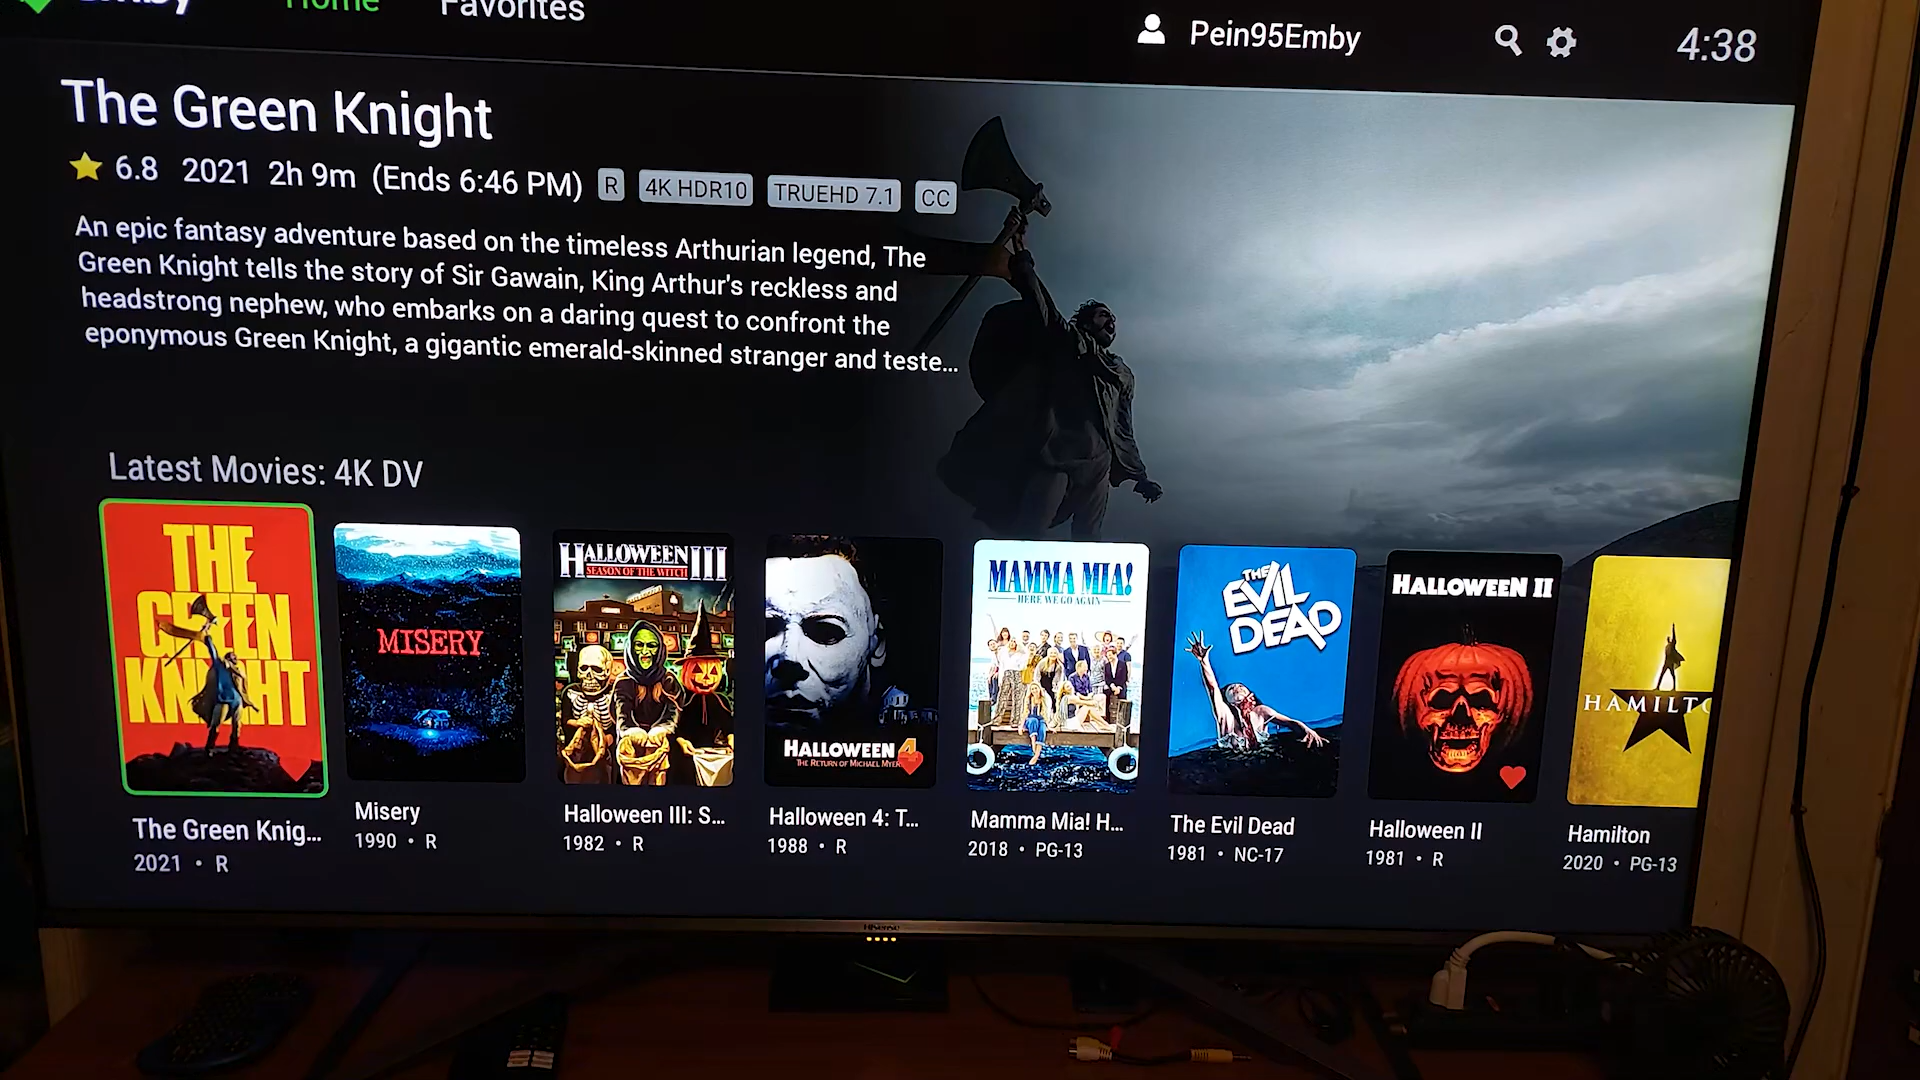 Emby Home Favorites
Pein95Emby 4:38
The Green Knight
6.8 2021 2h 9m (Ends 6:46 PM) R 4K HDR10 TRUEHD 7.1 CC
An epic fantasy adventure based on the timeless Arthurian legend, The
Green Knight tells the story of Sir Gawain, King Arthur's reckless and
headstrong nephew, who embarks on a daring quest to confront the
eponymous Green Knight, a gigantic emerald-skinned stranger and teste...
Latest Movies: 4K DV
THE
GREEN
KNIGHT
MISERY
HALLOWEEN III
SEASON OF THE WITCH
HALLOWEEN 4
THE RETURN OF MICHAEL MYERS
MAMMA MIA!
HERE WE GO AGAIN
THE
EVIL
DEAD
HALLOWEEN II
HAMILTO
The Green Knig...
2021 • R
Misery
1990 • R
Halloween III: S...
1982 • R
Halloween 4: T...
1988 • R
Mamma Mia! H...
2018 • PG-13
The Evil Dead
1981 • NC-17
Halloween II
1981 • R
Hamilton
2020 • PG-13
Hisense